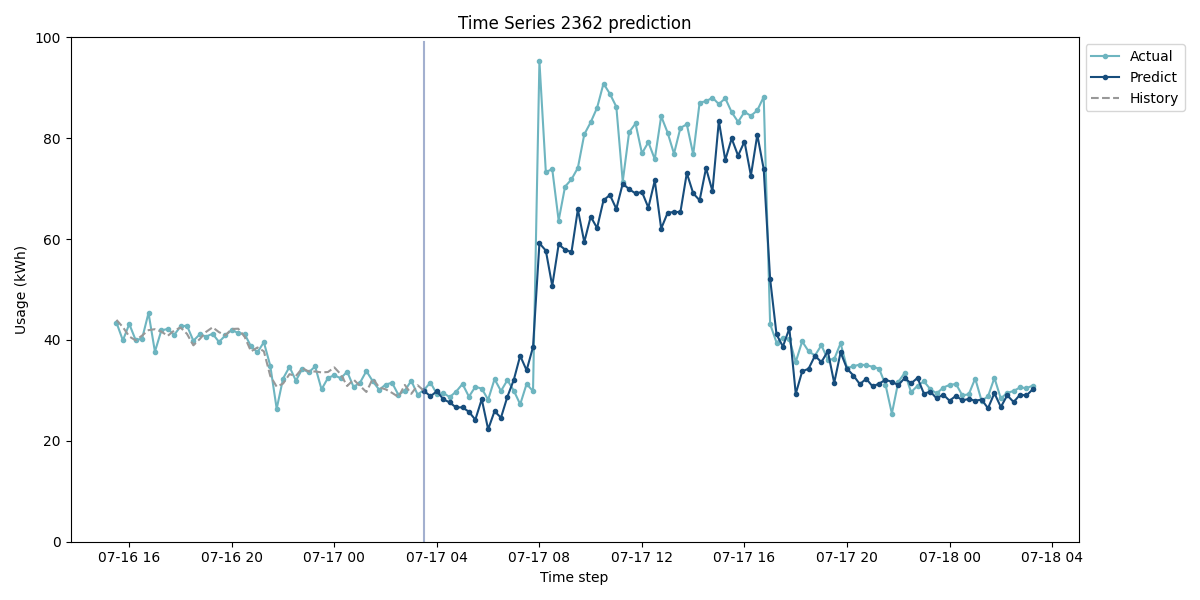 Time Series 2362 prediction
Actual
Predict
History
Usage (kWh)
100
80
60
40
20
0
07-16 16
07-16 20
07-17 00
07-17 04
07-17 08
07-17 12
07-17 16
07-17 20
07-18 00
07-18 04
Time step